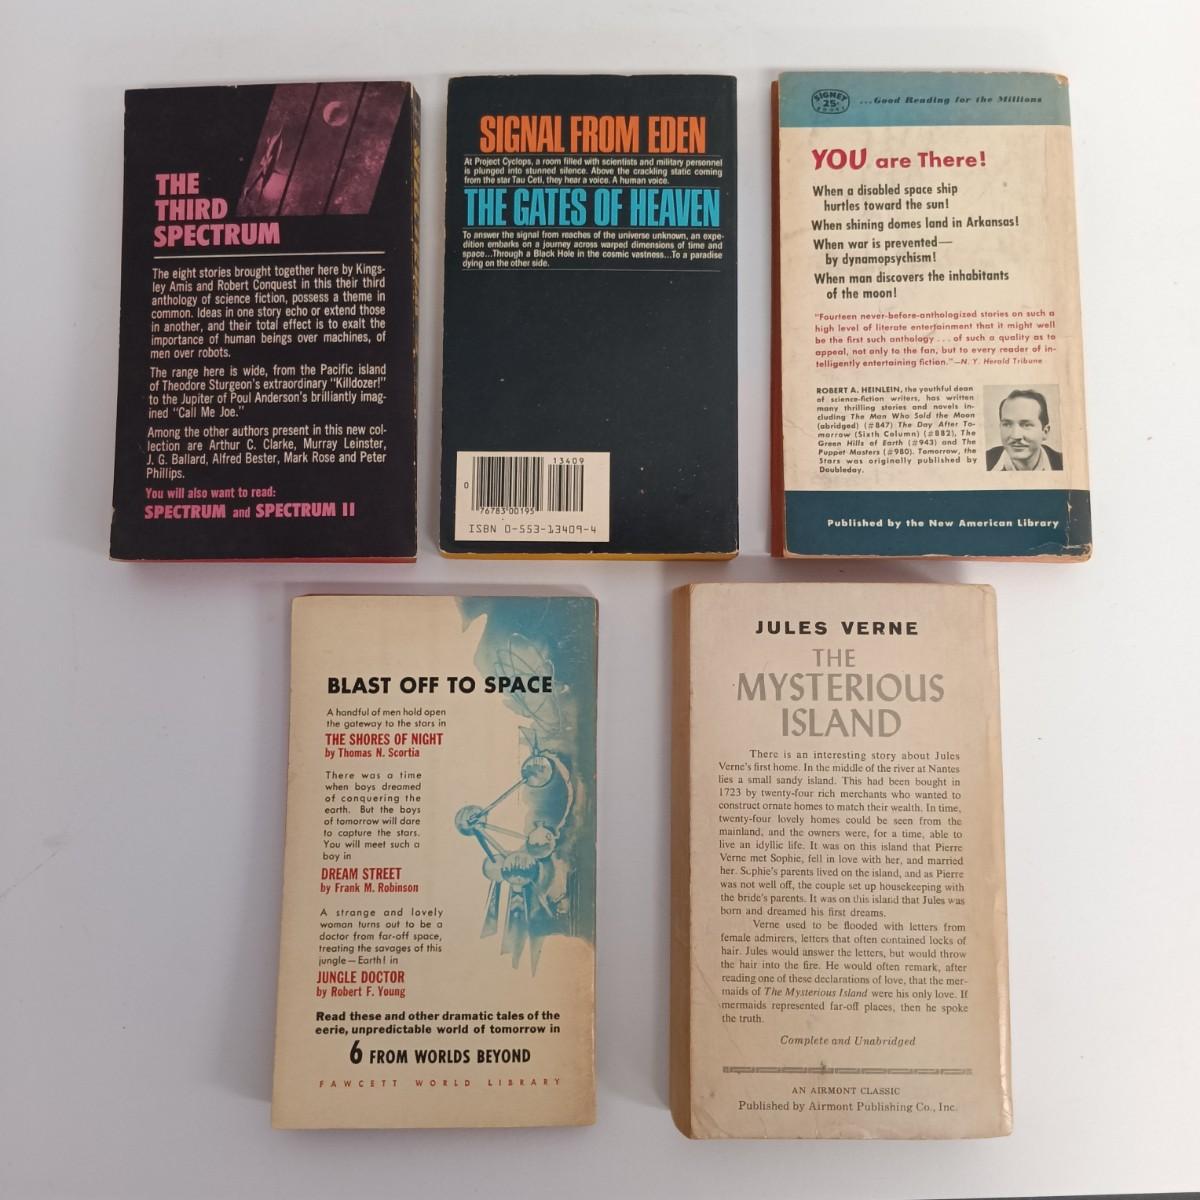 THE
THIRD
SPECTRUM
The eight stories brought together here by Kings-
ley Amis and Robert Conquest in this their third
anthology of science fiction, possess a theme in
common. Ideas in one story echo or extend those
in another, and their total effect is to exalt the
importance of human beings over machines, of
men over robots.
The range here is wide, from the Pacific island
of Theodore Sturgeon's extraordinary "Killdozer!"
to the Jupiter of Poul Anderson's brilliantly imag-
ined "Call Me Joe."
Among the other authors present in this new col-
lection are Arthur C. Clarke, Murray Leinster,
J. G. Ballard, Alfred Bester, Mark Rose and Peter
Phillips.
You will also want to read:
SPECTRUM and SPECTRUM II
SIGNAL FROM EDEN
At Project Cyclops, a room filled with scientists and military personnel
is plunged into stunned silence. Above the crackling static coming
from the star Tau Ceti, they hear a voice. A human voice.
THE GATES OF HEAVEN
To answer the signal from reaches of the universe unknown, an expe-
dition embarks on a journey across warped dimensions of time and
space...Through a Black Hole in the cosmic vastness...To a paradise
dying on the other side.
13409
0
76783 00195
ISBN 0-553-13409-4
SIGNET
25¢
BOOKS
...Good Reading for the Millions
YOU are There!
When a disabled space ship
hurtles toward the sun!
When shining domes land in Arkansas!
When war is prevented—
by dynamopsychism!
When man discovers the inhabitants
of the moon!
"Fourteen never-before-anthologized stories on such a
high level of literate entertainment that it might well
be the first such anthology . . . of such a quality as to
appeal, not only to the fan, but to every reader of in-
telligently entertaining fiction."—N. Y. Herald Tribune
ROBERT A. HEINLEIN, the youthful dean
of science-fiction writers, has written
many thrilling stories and novels in-
cluding The Man Who Sold the Moon
(abridged) (#847) The Day After To-
morrow (Sixth Column) (#882), The
Green Hills of Earth (#943) and The
Puppet Masters (#980). Tomorrow, the
Stars was originally published by
Doubleday.
Published by the New American Library
BLAST OFF TO SPACE
A handful of men hold open
the gateway to the stars in
THE SHORES OF NIGHT
by Thomas N. Scortia
There was a time
when boys dreamed
of conquering the
earth. But the boys
of tomorrow will dare
to capture the stars.
You will meet such a
boy in
DREAM STREET
by Frank M. Robinson
A strange and lovely
woman turns out to be a
doctor from far-off space,
treating the savages of this
jungle—Earth! in
JUNGLE DOCTOR
by Robert F. Young
Read these and other dramatic tales of the
eerie, unpredictable world of tomorrow in
6 FROM WORLDS BEYOND
FAWCETT WORLD LIBRARY
JULES VERNE
THE
MYSTERIOUS
ISLAND
There is an interesting story about Jules
Verne's first home. In the middle of the river at Nantes
lies a small sandy island. This had been bought in
1723 by twenty-four rich merchants who wanted to
construct ornate homes to match their wealth. In time,
twenty-four lovely homes could be seen from the
mainland, and the owners were, for a time, able to
live an idyllic life. It was on this island that Pierre
Verne met Sophie, fell in love with her, and married
her. Sophie's parents lived on the island, and as Pierre
was not well off, the couple set up housekeeping with
the bride's parents. It was on this island that Jules was
born and dreamed his first dreams.
Verne used to be flooded with letters from
female admirers, letters that often contained locks of
hair. Jules would answer the letters, but would throw
the hair into the fire. He would often remark, after
reading one of these declarations of love, that the mer-
maids of The Mysterious Island were his only love. If
mermaids represented far-off places, then he spoke
the truth.
Complete and Unabridged
AN AIRMONT CLASSIC
Published by Airmont Publishing Co., Inc.